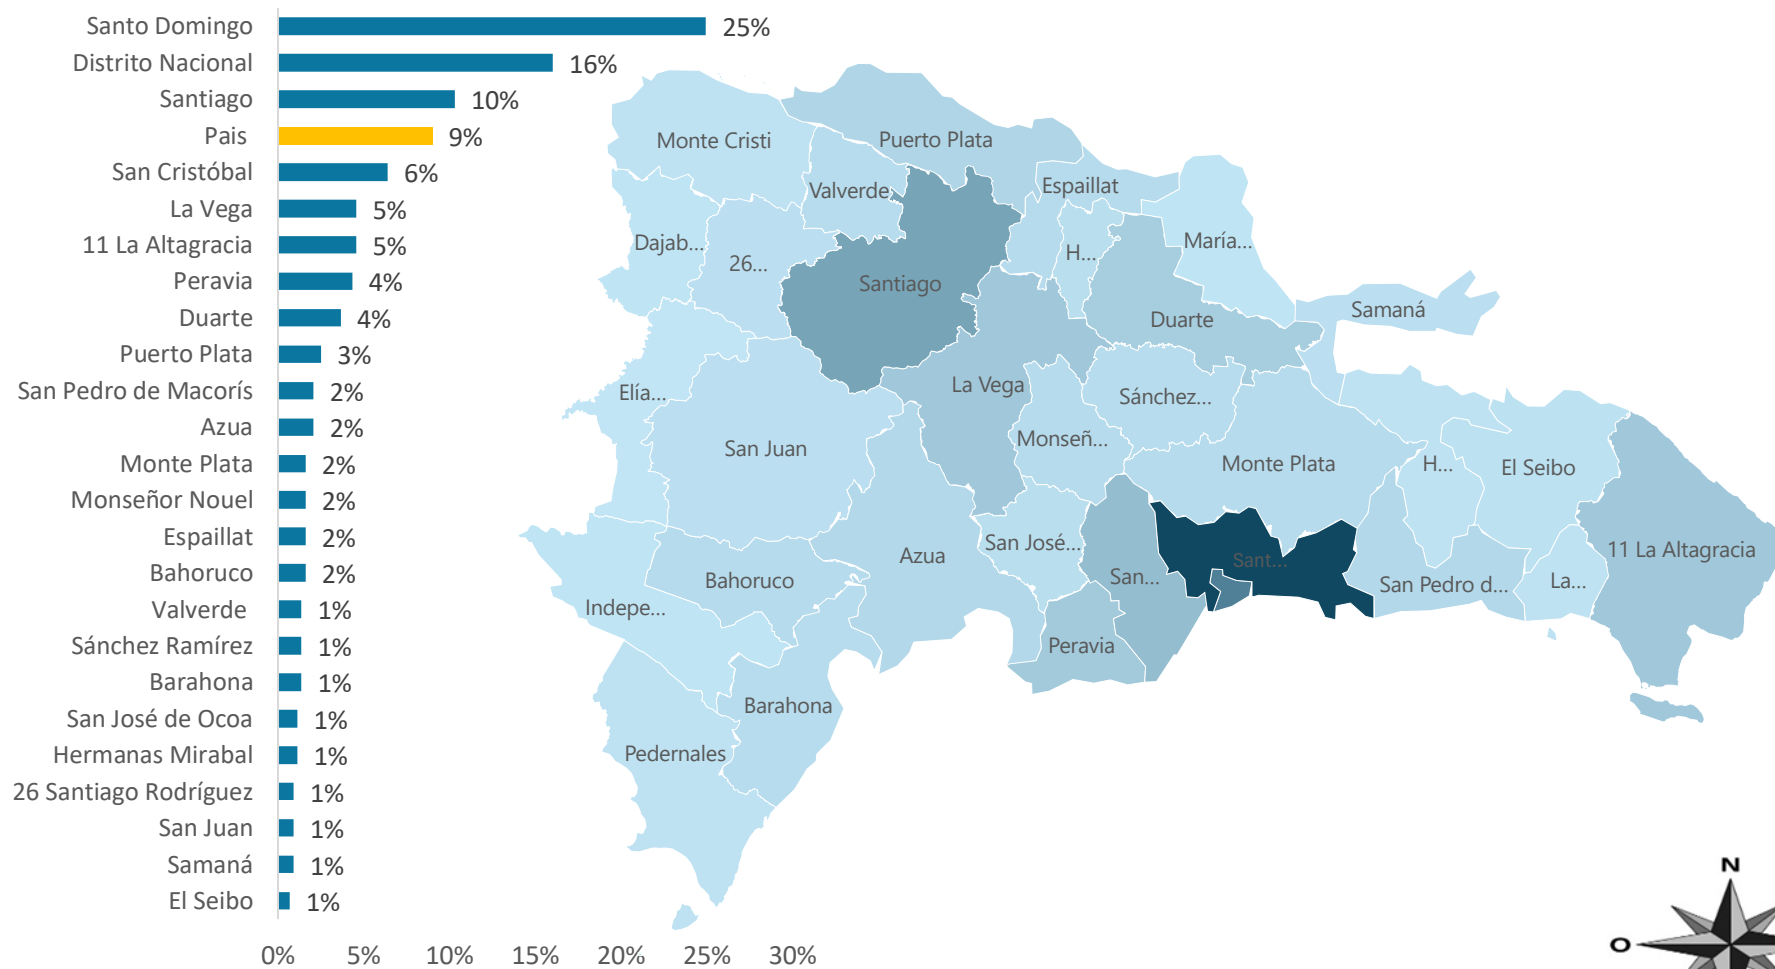 Santo Domingo 25%
Distrito Nacional 16%
Santiago 10%
Pais 9%
San Cristóbal 6%
La Vega 5%
11 La Altagracia 5%
Peravia 4%
Duarte 4%
Puerto Plata 3%
San Pedro de Macorís 2%
Azua 2%
Monte Plata 2%
Monseñor Nouel 2%
Espaillat 2%
Bahoruco 2%
Valverde 1%
Sánchez Ramírez 1%
Barahona 1%
San José de Ocoa 1%
Hermanas Mirabal 1%
26 Santiago Rodríguez 1%
San Juan 1%
Samaná 1%
El Seibo 1%
0% 5% 10% 15% 20% 25% 30%
Monte Cristi
Puerto Plata
Valverde
Espaillat
Dajab...
26...
H...
María...
Santiago
Duarte
Samaná
Elía...
La Vega
Sánchez...
San Juan
Monseñ...
Monte Plata
H...
El Seibo
Azua
San José...
San...
Sant...
San Pedro d...
La...
11 La Altagracia
Bahoruco
Indepe...
Peravia
Barahona
Pedernales
N
O